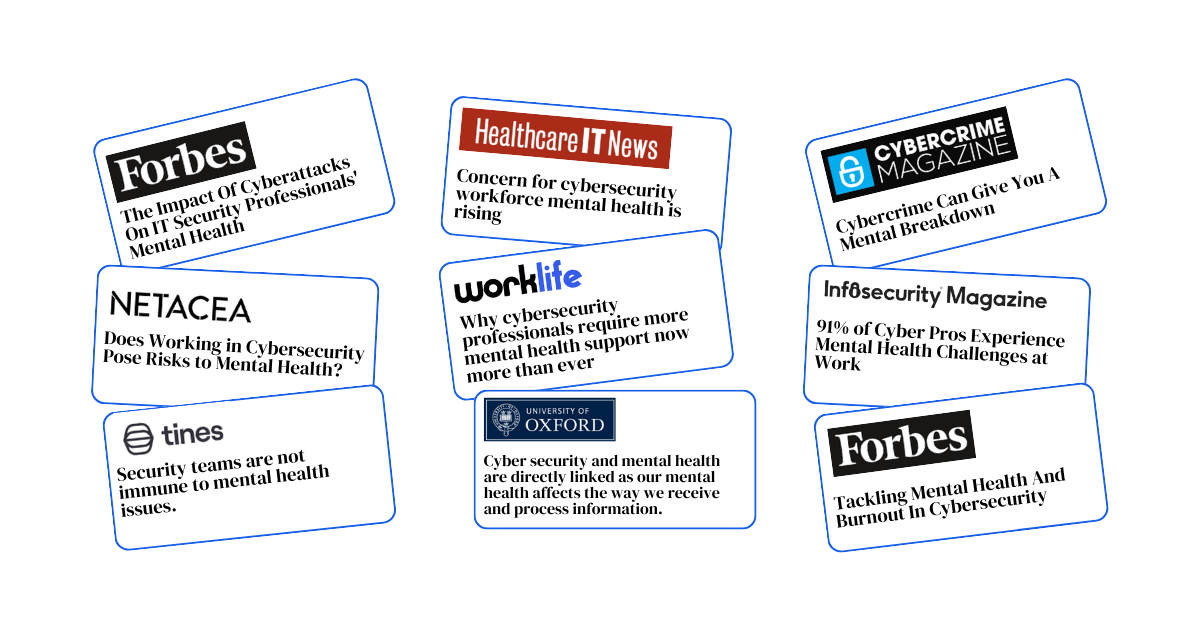 Forbes
The Impact Of Cyberattacks
On IT Security Professionals'
Mental Health
NETACEA
Does Working in Cybersecurity
Pose Risks to Mental Health?
tines
Security teams are not
immune to mental health
issues.
Healthcare IT News
Concern for cybersecurity
workforce mental health is
rising
worklife
Why cybersecurity
professionals require more
mental health support now
more than ever
UNIVERSITY OF
OXFORD
Cyber security and mental health
are directly linked as our mental
health affects the way we receive
and process information.
CYBERCRIME
MAGAZINE
Cybercrime Can Give You A
Mental Breakdown
Infosecurity Magazine
91% of Cyber Pros Experience
Mental Health Challenges at
Work
Forbes
Tackling Mental Health And
Burnout In Cybersecurity